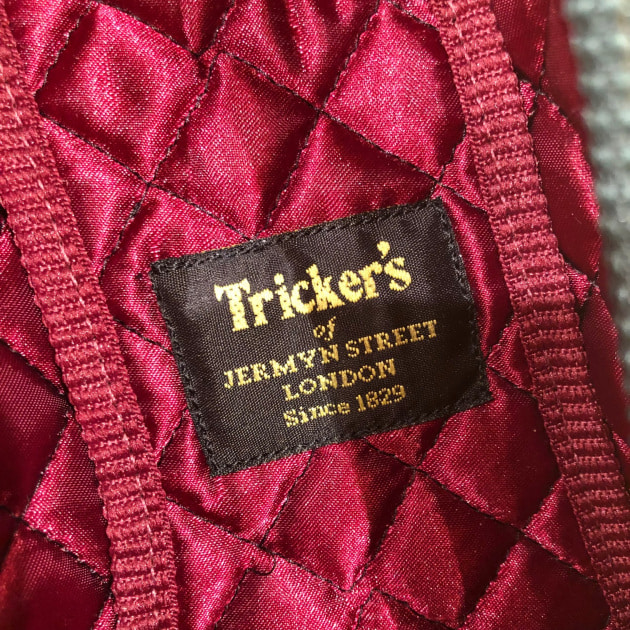 Tricker's
of
JERMYN STREET
LONDON
Since 1829